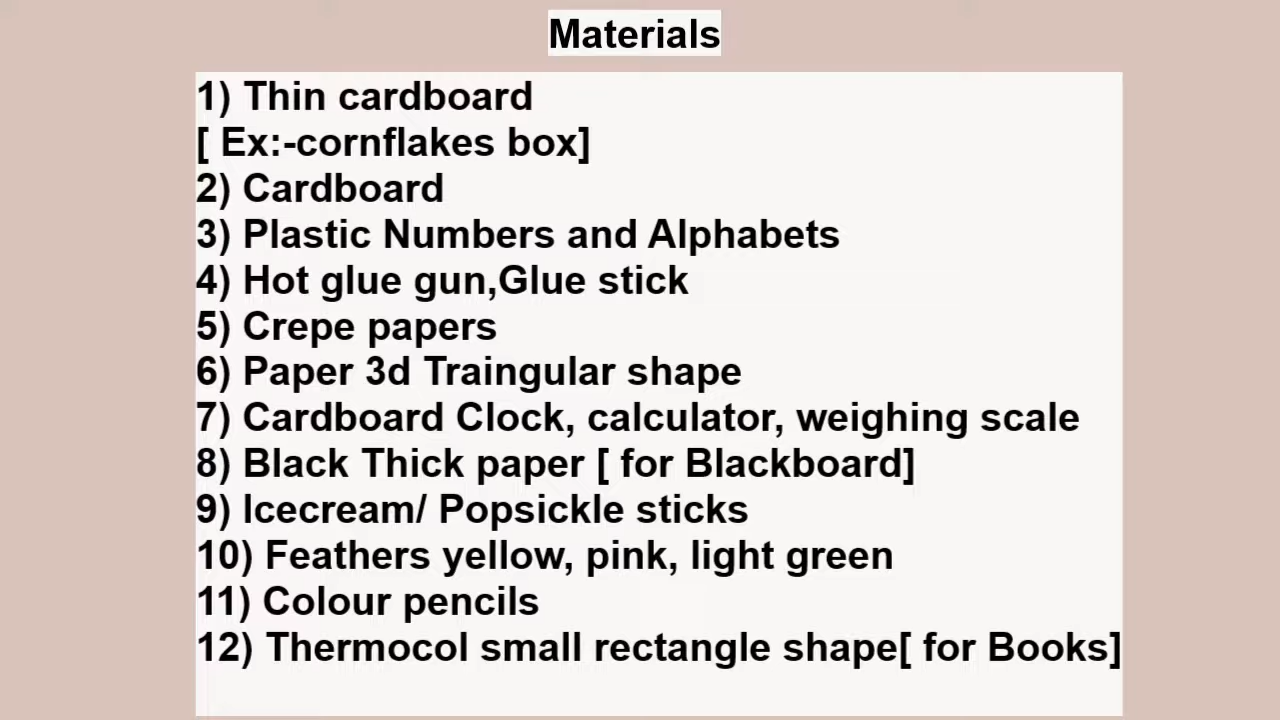 Materials
1) Thin cardboard
[ Ex:-cornflakes box]
2) Cardboard
3) Plastic Numbers and Alphabets
4) Hot glue gun,Glue stick
5) Crepe papers
6) Paper 3d Traingular shape
7) Cardboard Clock, calculator, weighing scale
8) Black Thick paper [ for Blackboard]
9) Icecream/ Popsickle sticks
10) Feathers yellow, pink, light green
11) Colour pencils
12) Thermocol small rectangle shape[ for Books]